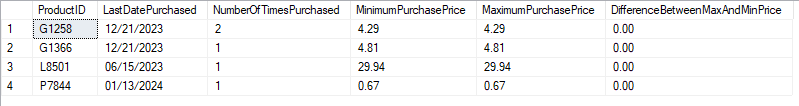 ProductID LastDatePurchased NumberOfTimesPurchased MinimumPurchasePrice MaximumPurchasePrice DifferenceBetweenMaxAndMinPrice
1 G1258 12/21/2023 2 4.29 4.29 0.00
2 G1366 12/21/2023 1 4.81 4.81 0.00
3 L8501 06/15/2023 1 29.94 29.94 0.00
4 P7844 01/13/2024 1 0.67 0.67 0.00